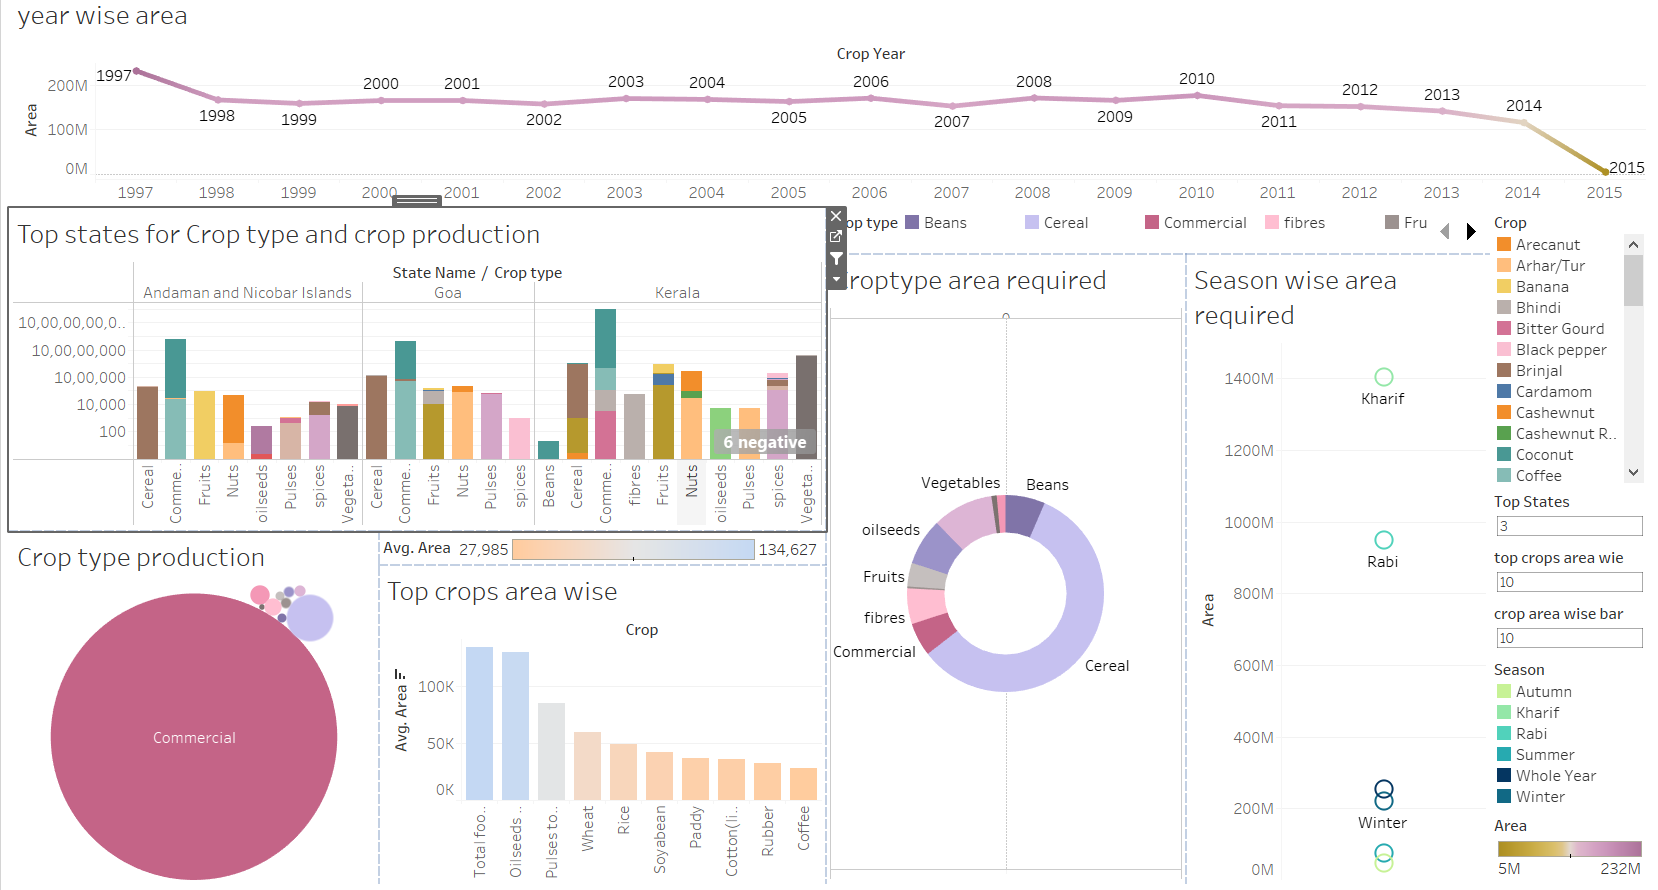 year wise area
Crop Year
Area
200M
100M
0M
1997
1998
1999
2000
2001
2002
2003
2004
2005
2006
2007
2008
2009
2010
2011
2012
2013
2014
2015
1997 1998 1999 2000 2001 2002 2003 2004 2005 2006 2007 2008 2009 2010 2011 2012 2013 2014 2015
Top states for Crop type and crop production
State Name / Crop type
Andaman and Nicobar Islands Goa Kerala
10,00,00,00,0..
10,00,00,000
10,00,000
10,000
100
6 negative
Cereal Comme.. Fruits Nuts oilseeds Pulses spices Vegeta.. Cereal Comme.. Fruits Nuts Pulses spices Beans Cereal Comme.. fibres Fruits Nuts oilseeds Pulses spices Vegeta..
op type Beans Cereal Commercial fibres Fru
Crop type production
Commercial
Avg. Area 27,985 134,627
Top crops area wise
Crop
Avg. Area
100K
50K
0K
Total foo.. Oilseeds .. Pulses to.. Wheat Rice Soyabean Paddy Cotton(li.. Rubber Coffee
roptype area required
Vegetables
Beans
oilseeds
Fruits
fibres
Commercial
Cereal
Season wise area
required
Area
1400M
1200M
1000M
800M
600M
400M
200M
0M
Kharif
Rabi
Winter
Crop
Arecanut
Arhar/Tur
Banana
Bhindi
Bitter Gourd
Black pepper
Brinjal
Cardamom
Cashewnut
Cashewnut R..
Coconut
Coffee
Top States
3
top crops area wie
10
crop area wise bar
10
Season
Autumn
Kharif
Rabi
Summer
Whole Year
Winter
Area
5M 232M